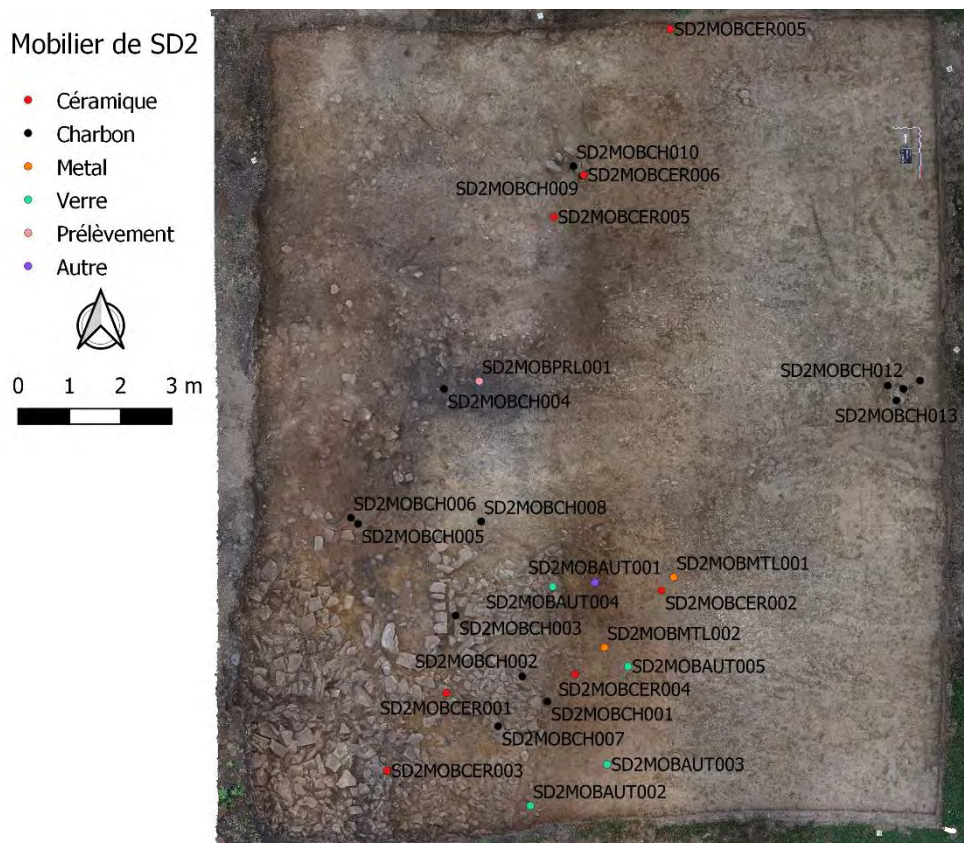 Mobilier de SD2
Céramique
Charbon
Metal
Verre
Prélèvement
Autre
0 1 2 3 m
SD2MOBCER005
SD2MOBCH010
SD2MOBCER006
SD2MOBCH009
SD2MOBCER005
SD2MOBPRL001
SD2MOBCH004
SD2MOBCH012
SD2MOBCH013
SD2MOBCH006
SD2MOBCH008
SD2MOBCH005
SD2MOBAUT001
SD2MOBMTL001
SD2MOBAUT004
SD2MOBCER002
SD2MOBCH003
SD2MOBMTL002
SD2MOBCH002
SD2MOBAUT005
SD2MOBCER004
SD2MOBCER001
SD2MOBCH001
SD2MOBCH007
SD2MOBCER003
SD2MOBAUT003
SD2MOBAUT002